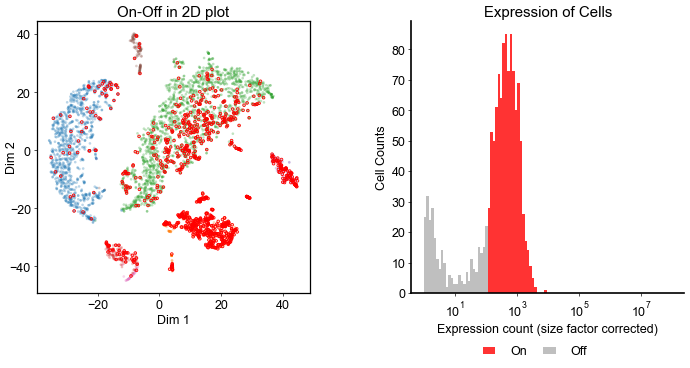 On-Off in 2D plot
Expression of Cells
40
20
0
−20
−40
Dim 2
−20
0
20
40
Dim 1
80
70
60
50
40
30
20
10
0
Cell Counts
10^1
10^3
10^5
10^7
Expression count (size factor corrected)
On
Off